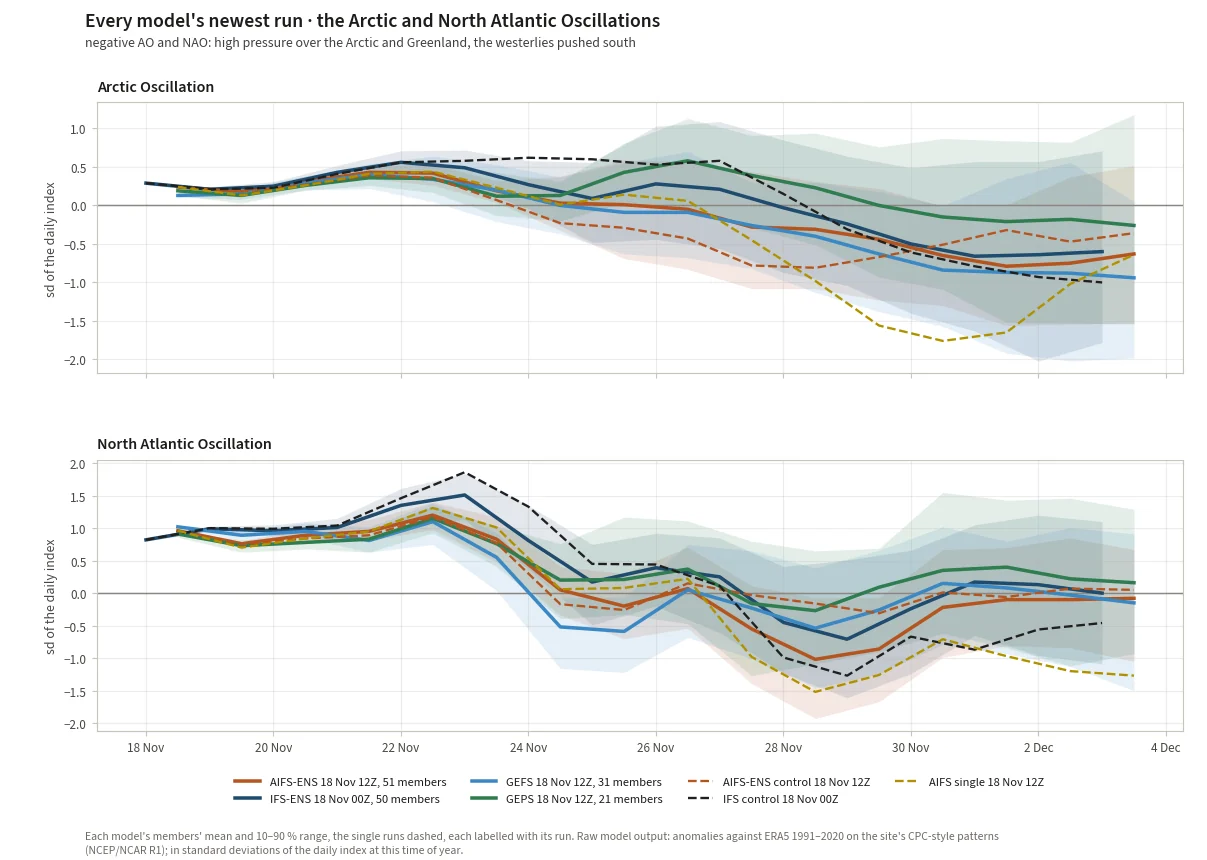 Every model's newest run · the Arctic and North Atlantic Oscillations
negative AO and NAO: high pressure over the Arctic and Greenland, the westerlies pushed south
Arctic Oscillation
sd of the daily index
1.0
0.5
0.0
−0.5
−1.0
−1.5
−2.0
North Atlantic Oscillation
sd of the daily index
2.0
1.5
1.0
0.5
0.0
−0.5
−1.0
−1.5
−2.0
18 Nov 20 Nov 22 Nov 24 Nov 26 Nov 28 Nov 30 Nov 2 Dec 4 Dec
AIFS-ENS 18 Nov 12Z, 51 members GEFS 18 Nov 12Z, 31 members AIFS-ENS control 18 Nov 12Z AIFS single 18 Nov 12Z
IFS-ENS 18 Nov 00Z, 50 members GEPS 18 Nov 12Z, 21 members IFS control 18 Nov 00Z
Each model's members' mean and 10–90 % range, the single runs dashed, each labelled with its run. Raw model output: anomalies against ERA5 1991–2020 on the site's CPC-style patterns
(NCEP/NCAR R1); in standard deviations of the daily index at this time of year.